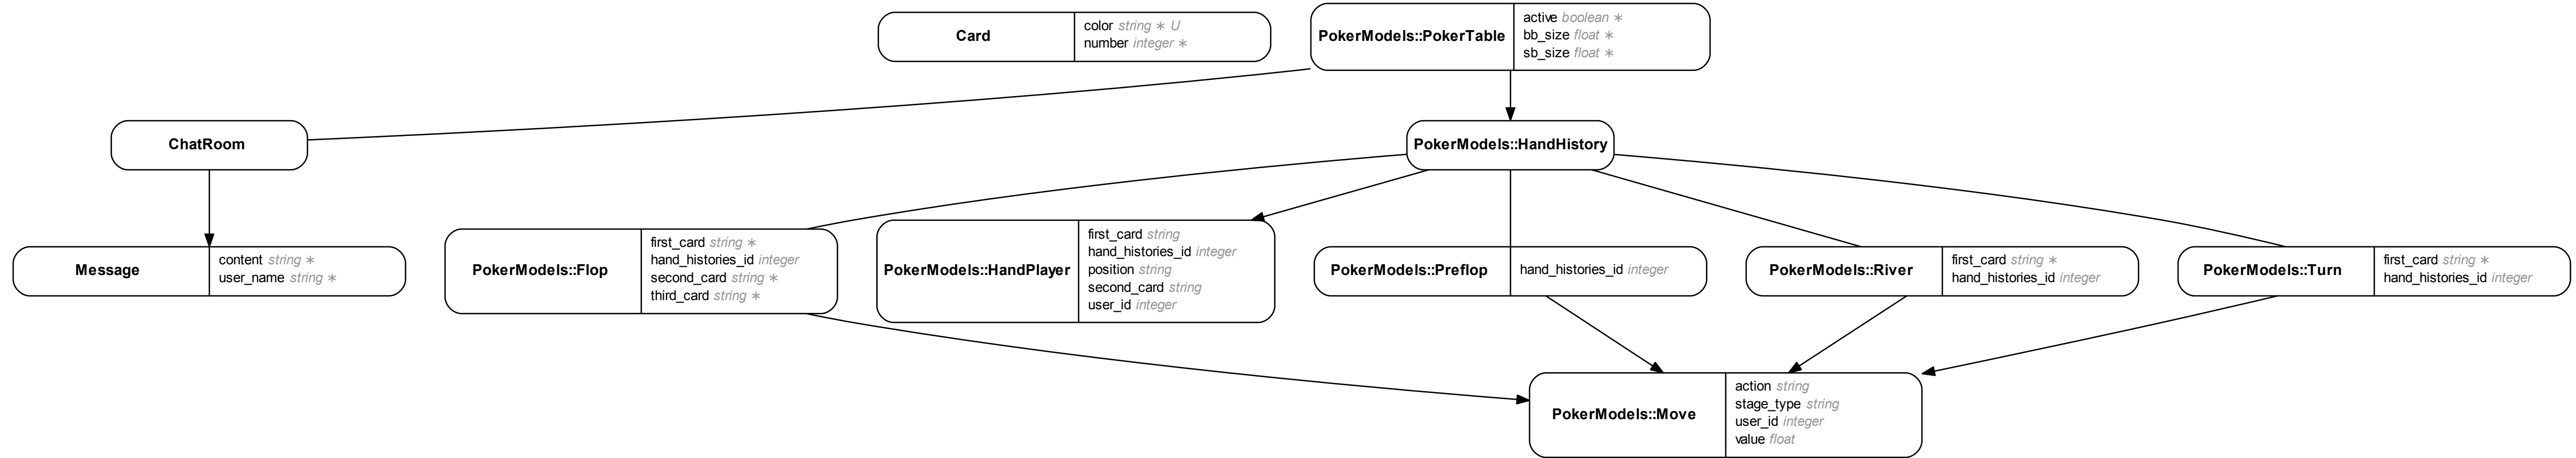 Card
color string * U
number integer *
PokerModels::PokerTable
active boolean *
bb_size float *
sb_size float *
ChatRoom
PokerModels::HandHistory
Message
content string *
user_name string *
PokerModels::Flop
first_card string *
hand_histories_id integer
second_card string *
third_card string *
PokerModels::HandPlayer
first_card string
hand_histories_id integer
position string
second_card string
user_id integer
PokerModels::Preflop
hand_histories_id integer
PokerModels::River
first_card string *
hand_histories_id integer
PokerModels::Turn
first_card string *
hand_histories_id integer
PokerModels::Move
action string
stage_type string
user_id integer
value float